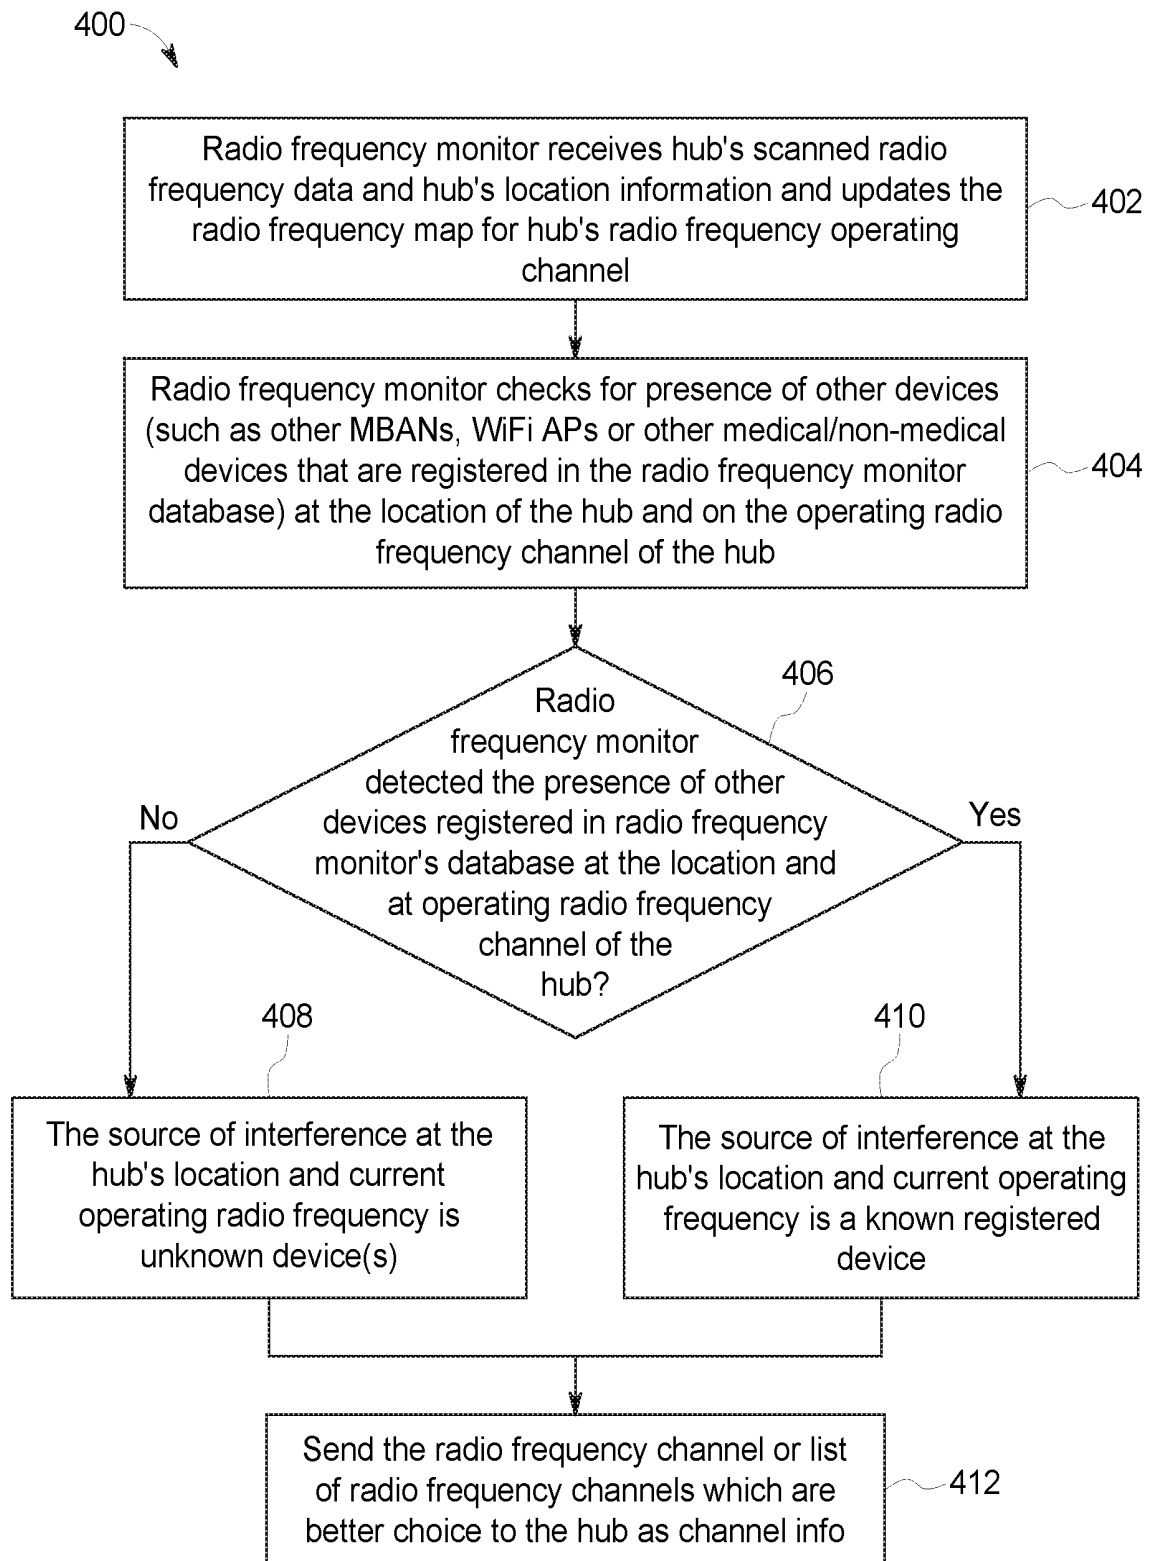 400
Radio frequency monitor receives hub's scanned radio
frequency data and hub's location information and updates the
radio frequency map for hub's radio frequency operating
channel
402
Radio frequency monitor checks for presence of other devices
(such as other MBANs, WiFi APs or other medical/non-medical
devices that are registered in the radio frequency monitor
database) at the location of the hub and on the operating radio
frequency channel of the hub
404
406
Radio
frequency monitor
detected the presence of other
devices registered in radio frequency
monitor's database at the location and
at operating radio frequency
channel of the
hub?
No
Yes
408
The source of interference at the
hub's location and current
operating radio frequency is
unknown device(s)
410
The source of interference at the
hub's location and current operating
frequency is a known registered
device
Send the radio frequency channel or list
of radio frequency channels which are
better choice to the hub as channel info
412